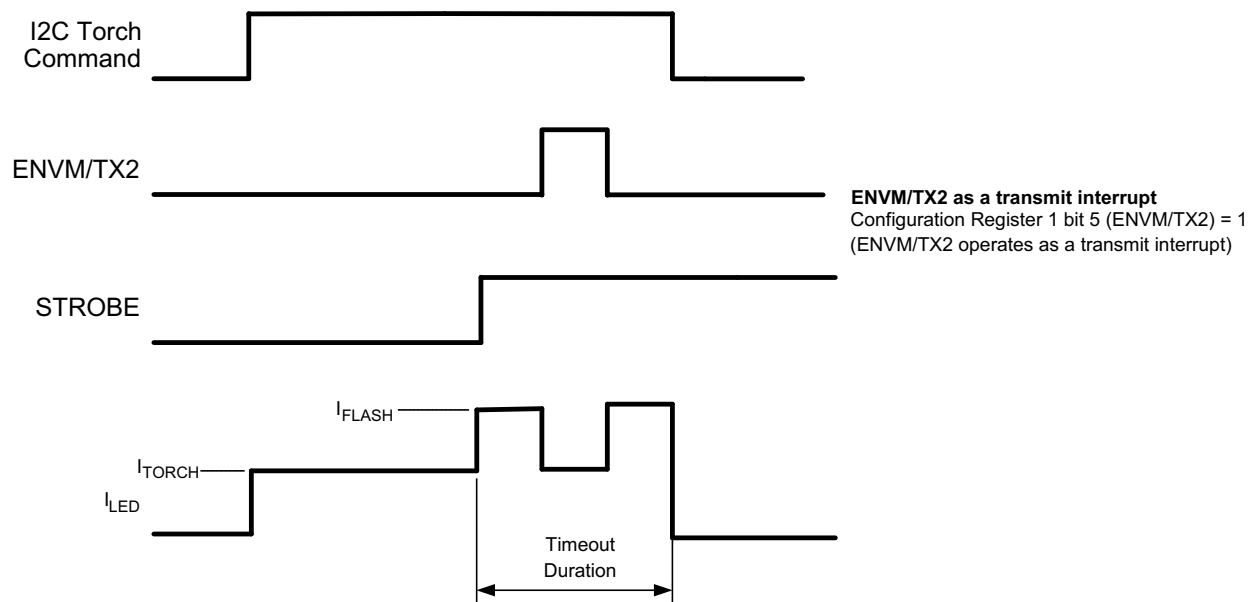 I2C Torch
Command
ENVM/TX2
ENVM/TX2 as a transmit interrupt
Configuration Register 1 bit 5 (ENVM/TX2) = 1
(ENVM/TX2 operates as a transmit interrupt)
STROBE
IFLASH
ITORCH
ILED
Timeout
Duration